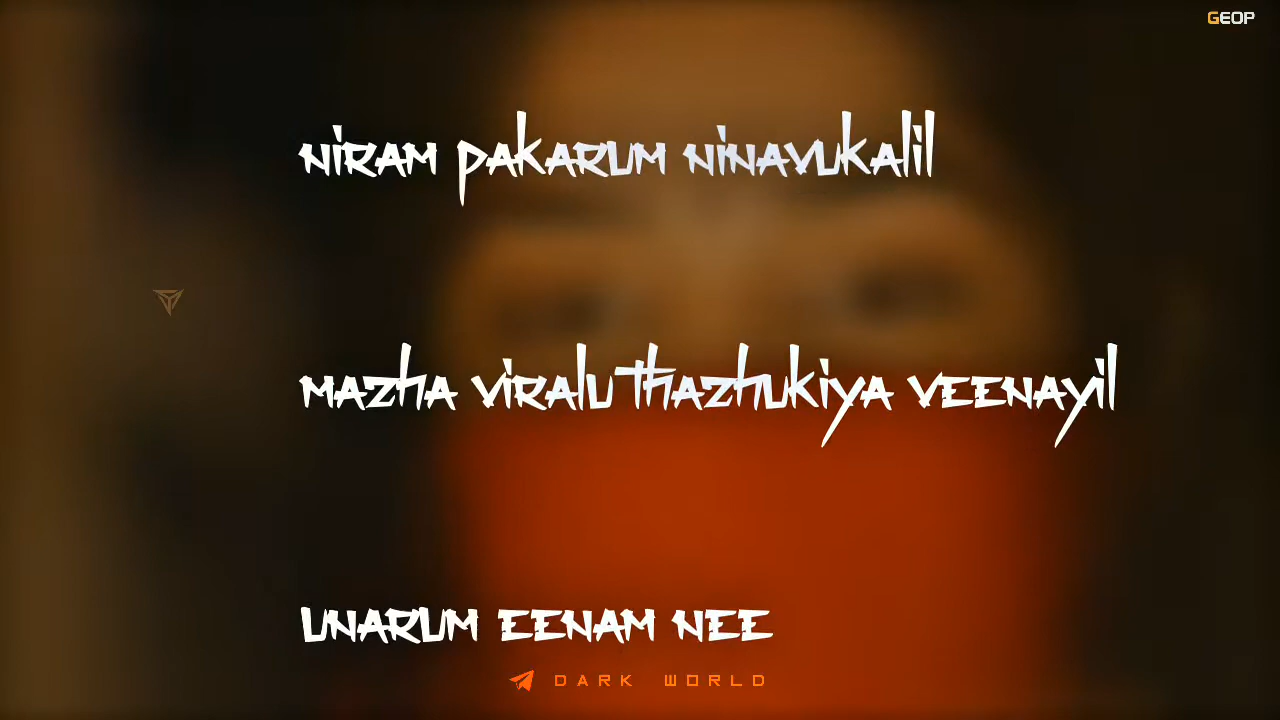 GEOP
niram pakarum ninavukalil
mazha viralu thazhukiya veenayil
unarum eenam nee
DARK WORLD